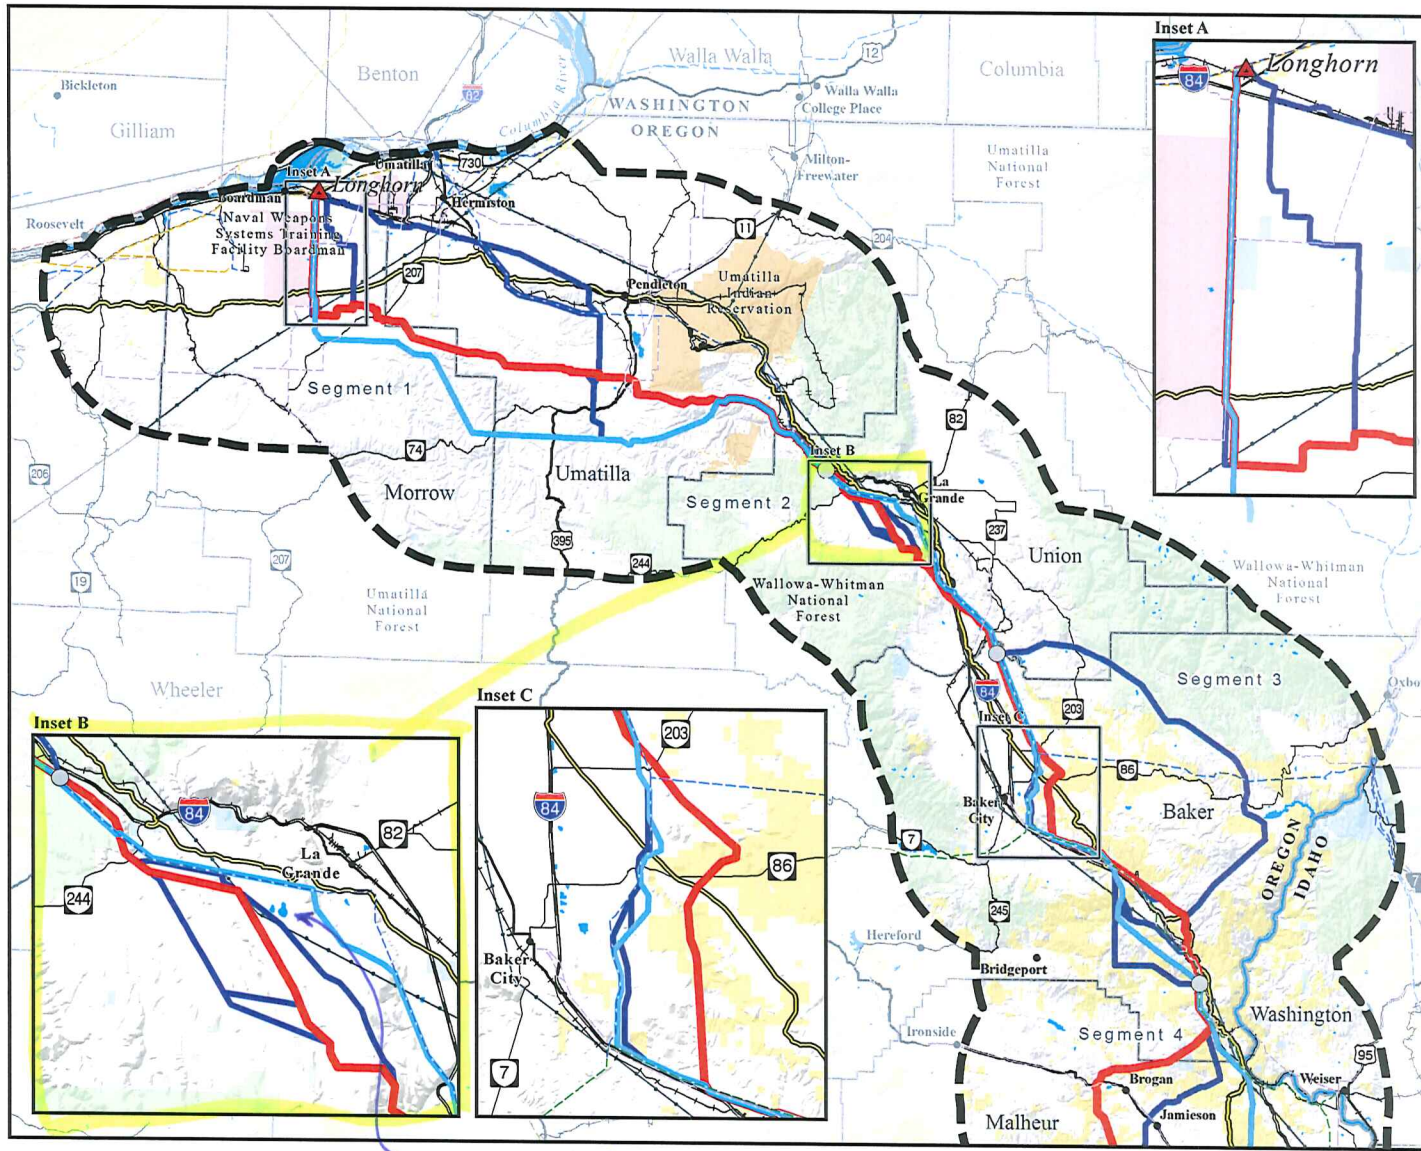 Inset A
Longhorn
84
Walla Walla
12
Columbia
Benton
82
Bickleton
Walla Walla
College Place
WASHINGTON
OREGON
Columbia River
Gilliam
Milton-
Freewater
Umatilla
National
Forest
Umatilla
730
Inset A
Longhorn
Boardman
Hermiston
Roosevelt
Naval Weapons
Systems Training
Facility Boardman
11
204
207
Pendleton
Umatilla
Indian
Reservation
Segment 1
82
74
Inset B
La
Grande
206
Morrow
Umatilla
Segment 2
237
Union
395
207
244
19
Wallowa-Whitman
National
Forest
Wallowa-Whitman
National
Forest
Umatilla
National
Forest
Segment 3
Wheeler
84
203
Oxbo
Inset C
Inset C
Inset B
203
86
84
84
Baker
City
Baker
7
82
La
Grande
86
OREGON
IDAHO
7
244
245
Hereford
Bridgeport
Baker
City
Washington
Ironside
Segment 4
95
7
Brogan
Weiser
Malheur
Jamieson